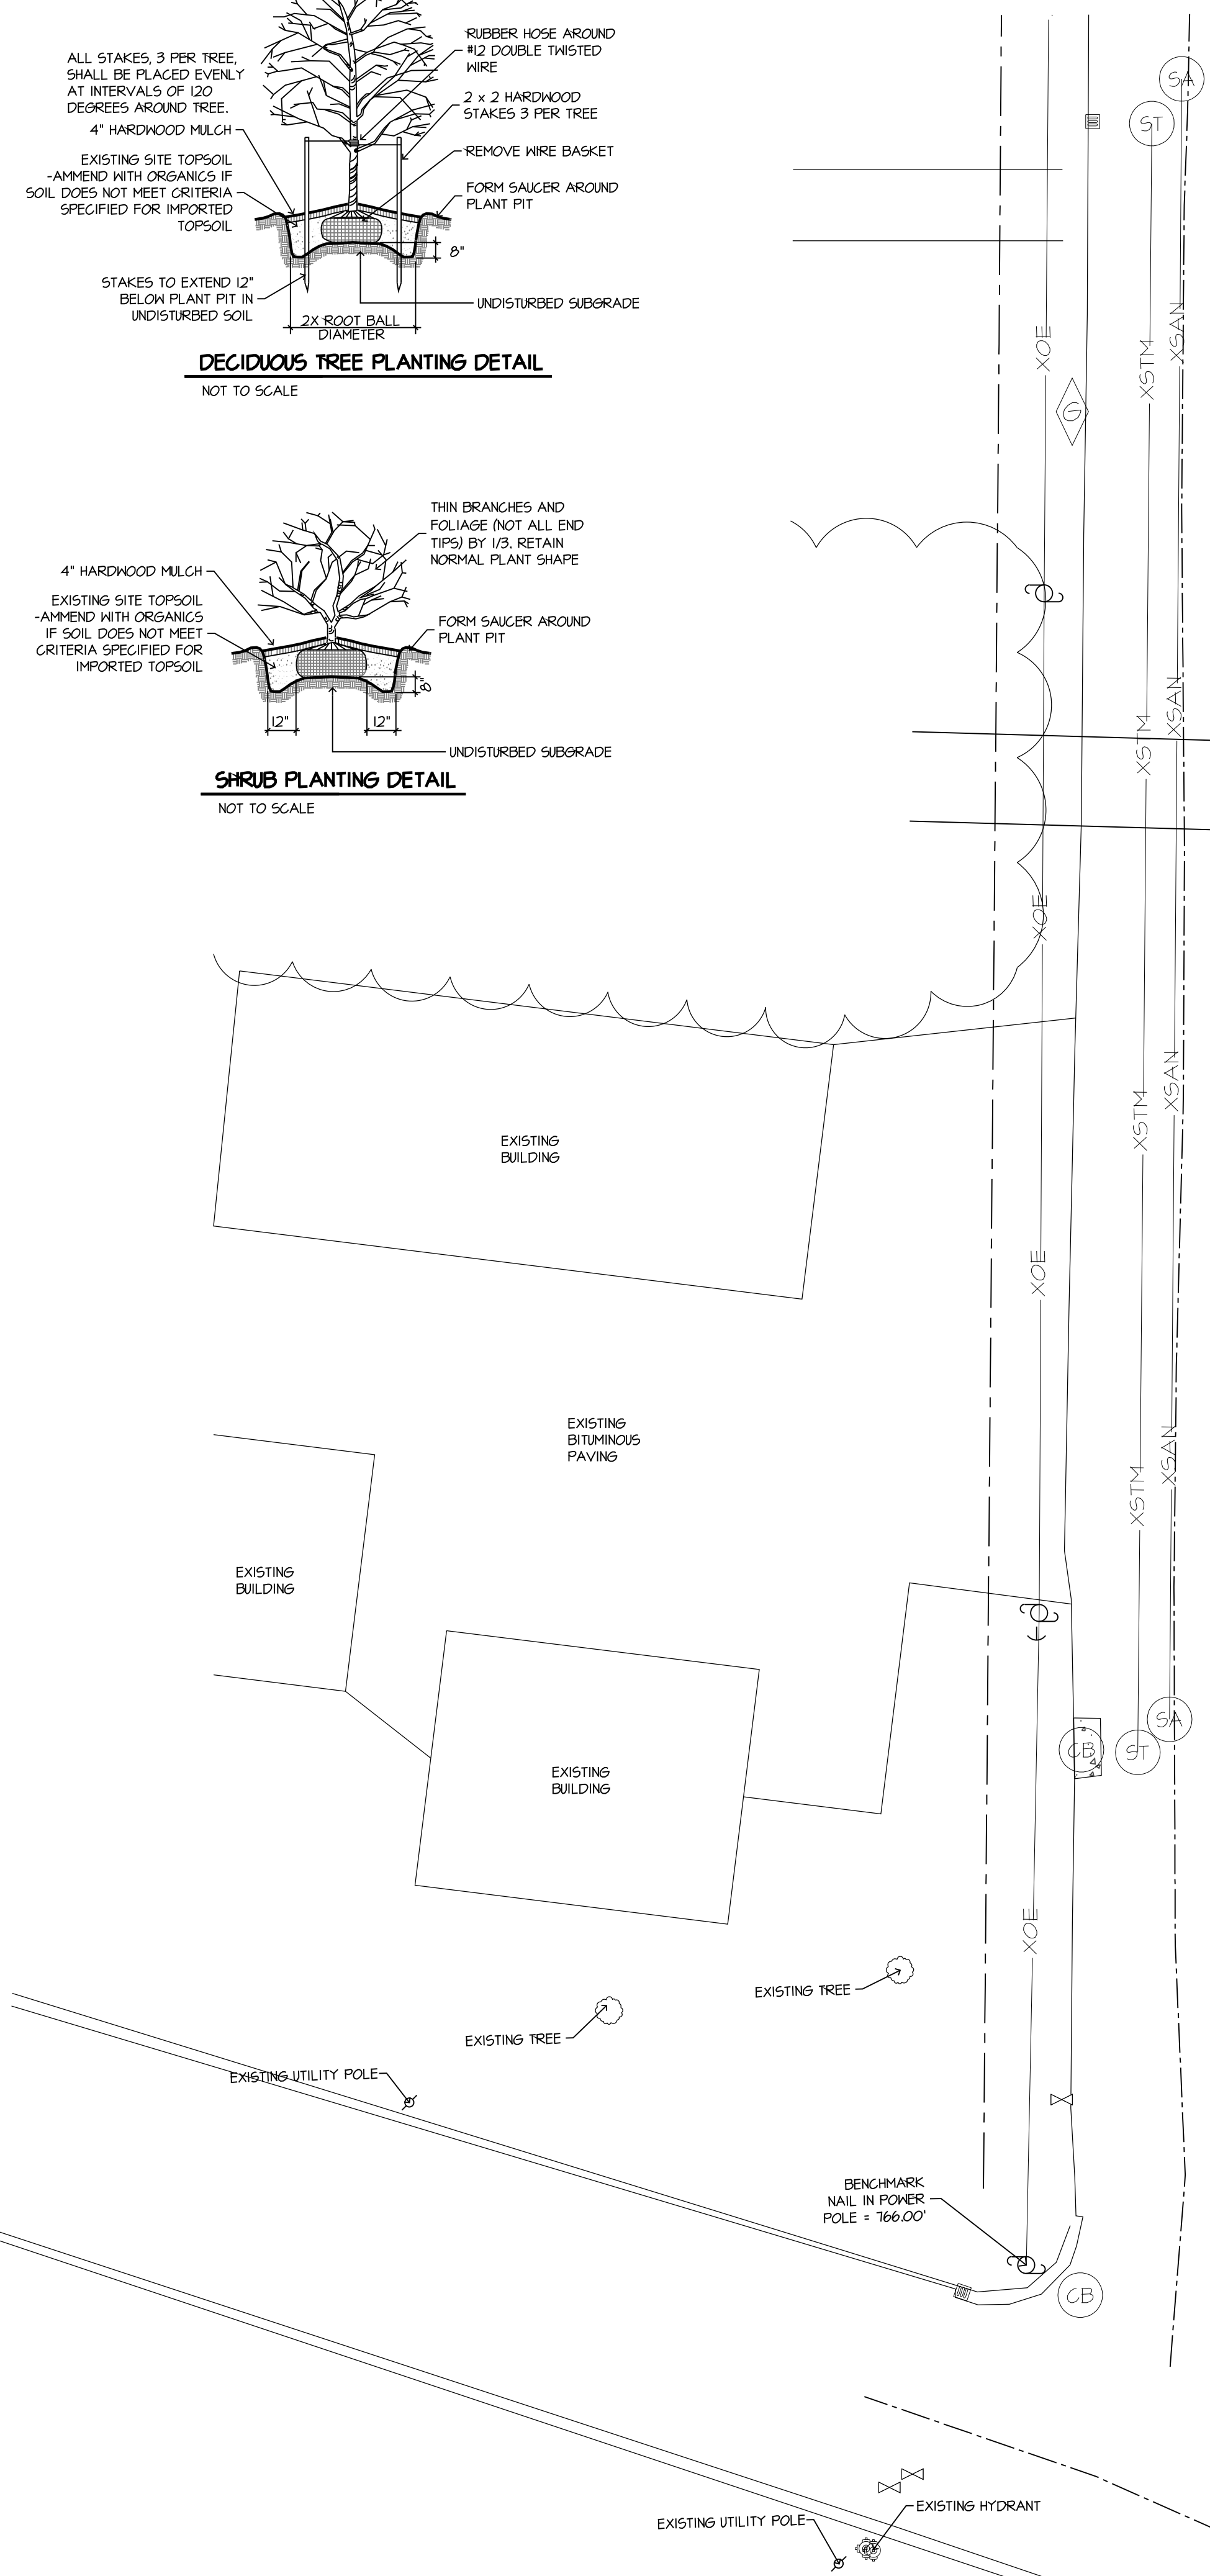 ALL STAKES, 3 PER TREE,
SHALL BE PLACED EVENLY
AT INTERVALS OF 120
DEGREES AROUND TREE.
4" HARDWOOD MULCH
EXISTING SITE TOPSOIL
-AMMEND WITH ORGANICS IF
SOIL DOES NOT MEET CRITERIA
SPECIFIED FOR IMPORTED
TOPSOIL
STAKES TO EXTEND 12"
BELOW PLANT PIT IN
UNDISTURBED SOIL
RUBBER HOSE AROUND
#12 DOUBLE TWISTED
WIRE
2 x 2 HARDWOOD
STAKES 3 PER TREE
REMOVE WIRE BASKET
FORM SAUCER AROUND
PLANT PIT
8"
UNDISTURBED SUBGRADE
2X ROOT BALL
DIAMETER
DECIDUOUS TREE PLANTING DETAIL
NOT TO SCALE
THIN BRANCHES AND
FOLIAGE (NOT ALL END
TIPS) BY 1/3. RETAIN
NORMAL PLANT SHAPE
4" HARDWOOD MULCH
EXISTING SITE TOPSOIL
-AMMEND WITH ORGANICS
IF SOIL DOES NOT MEET
CRITERIA SPECIFIED FOR
IMPORTED TOPSOIL
FORM SAUCER AROUND
PLANT PIT
8"
12"
12"
UNDISTURBED SUBGRADE
SHRUB PLANTING DETAIL
NOT TO SCALE
SA
ST
XOE
XSTM
XSAN
G
XSTM
XSAN
XOE
XSTM
XSAN
EXISTING
BUILDING
XOE
EXISTING
BITUMINOUS
PAVING
XSTM
XSAN
EXISTING
BUILDING
SA
CB
ST
EXISTING
BUILDING
XOE
EXISTING TREE
EXISTING TREE
EXISTING UTILITY POLE
BENCHMARK
NAIL IN POWER
POLE = 766.00'
CB
EXISTING HYDRANT
EXISTING UTILITY POLE